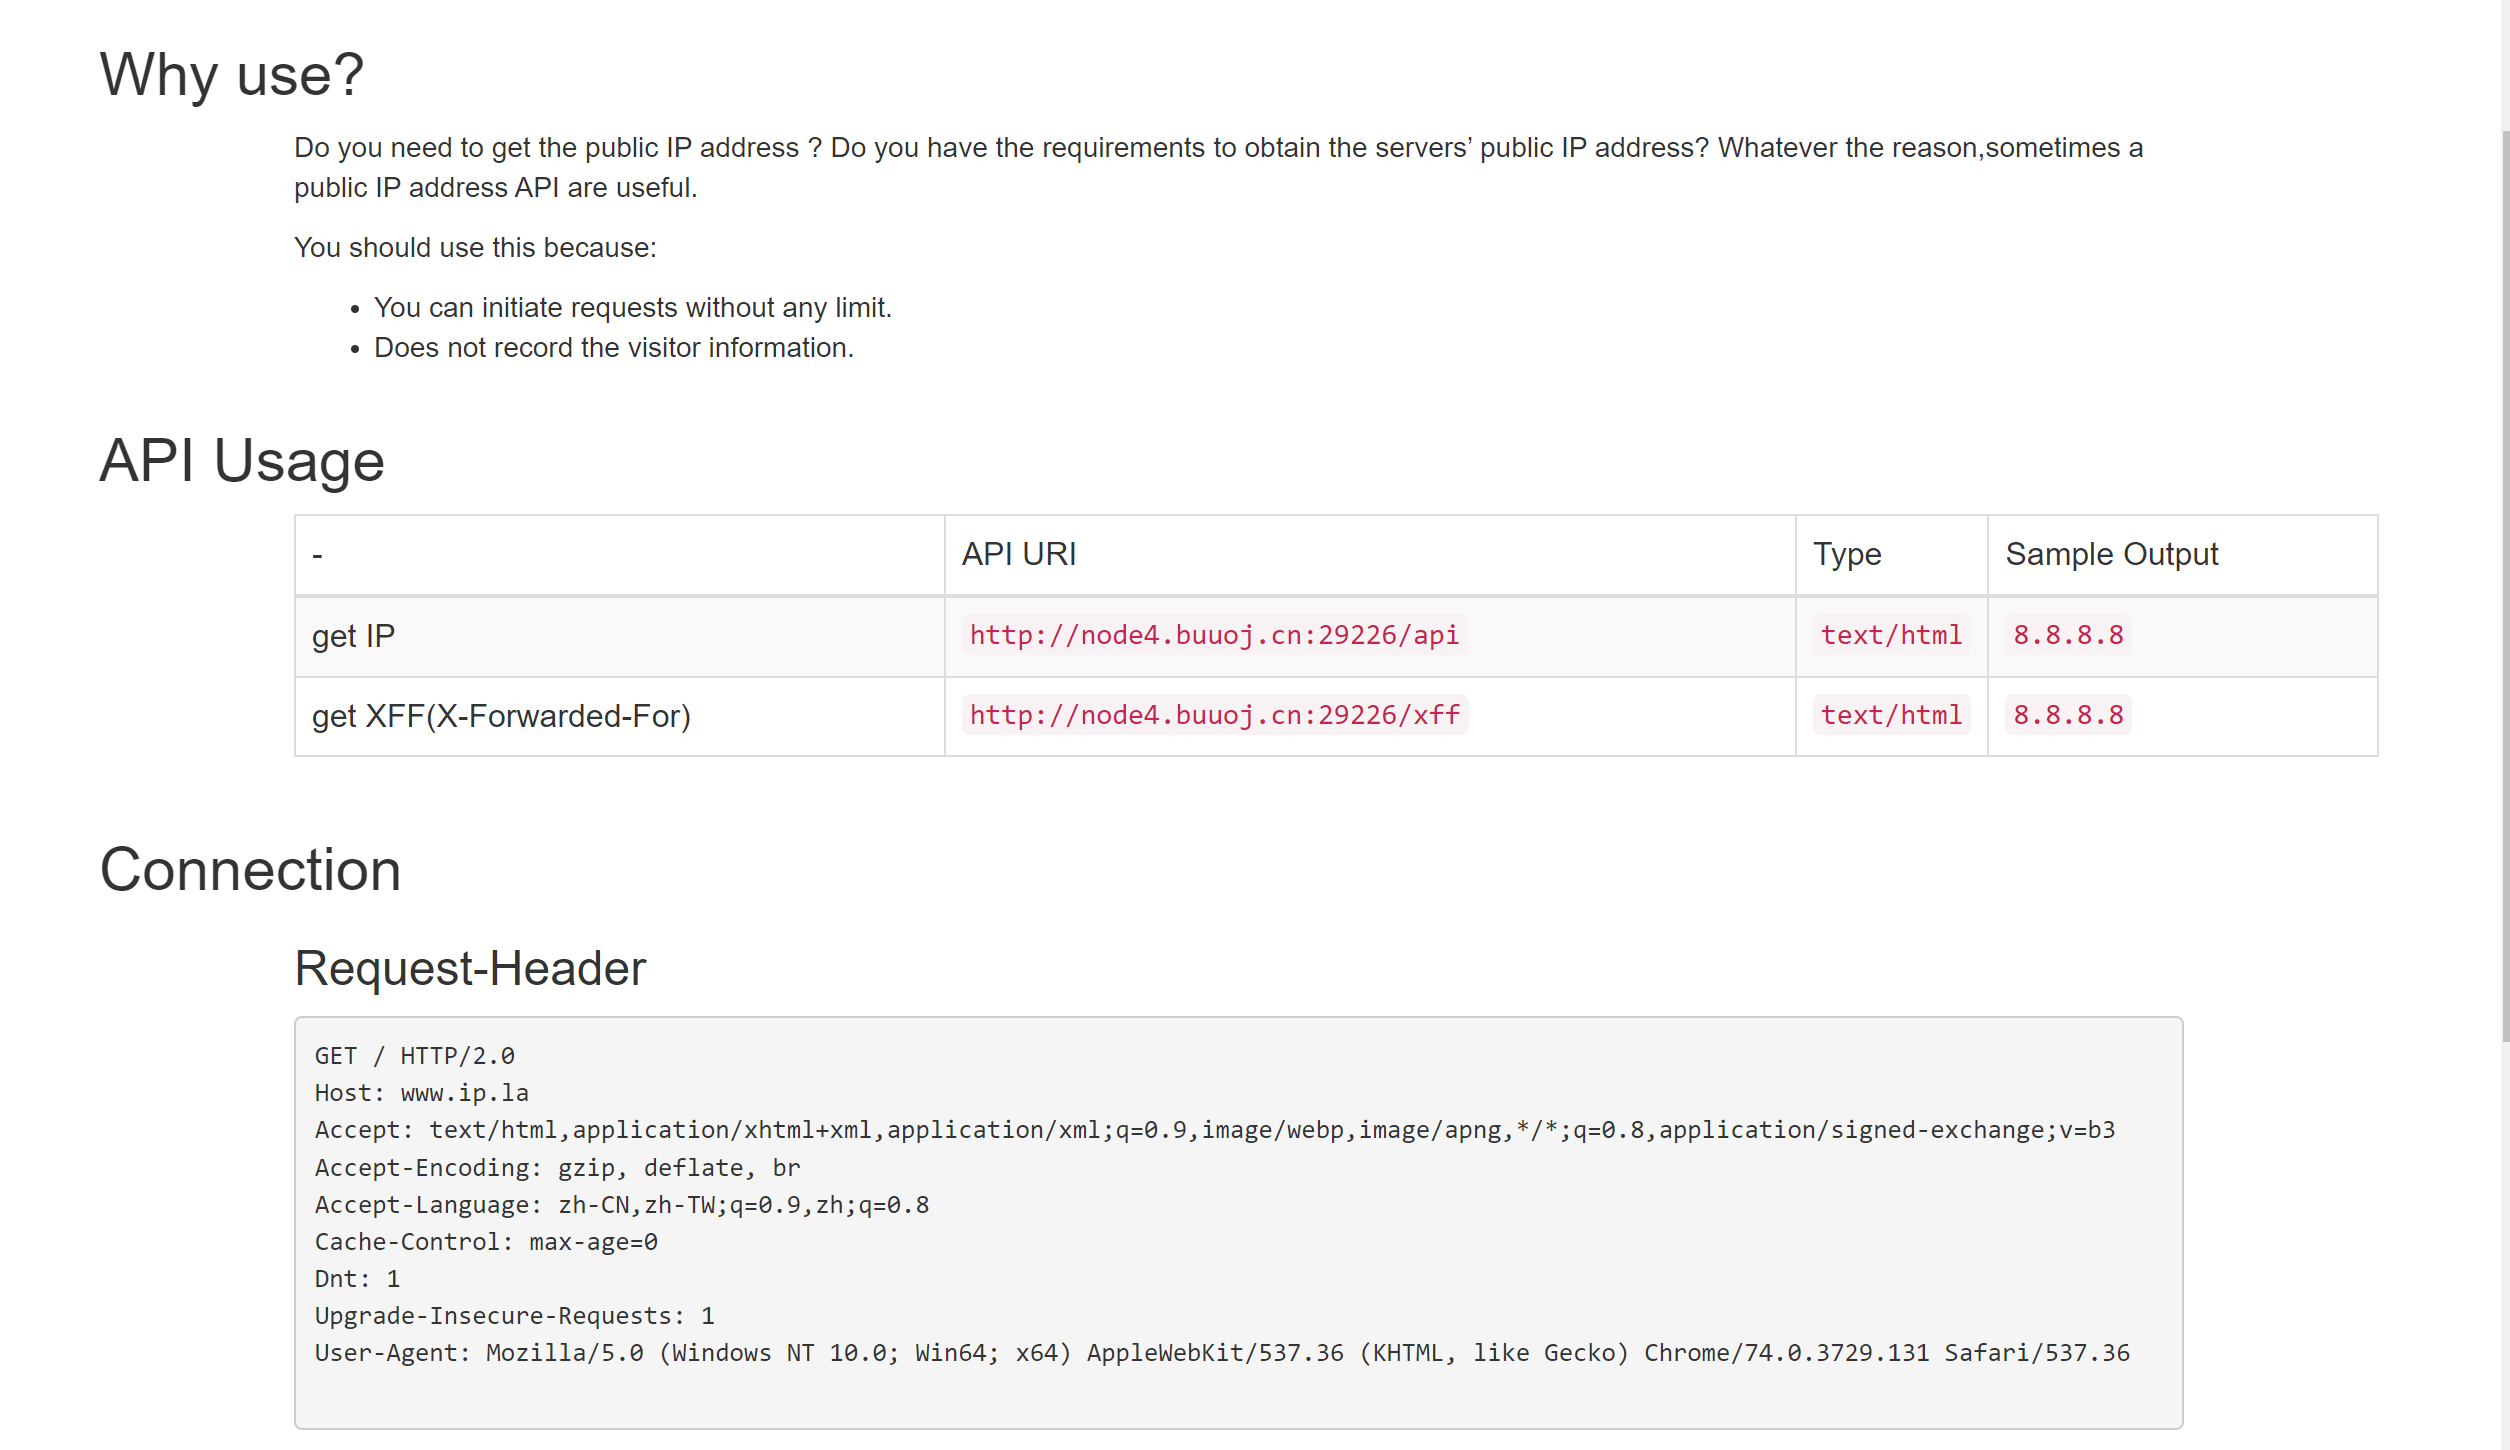 Why use?
Do you need to get the public IP address ? Do you have the requirements to obtain the servers’ public IP address? Whatever the reason,sometimes a
public IP address API are useful.
You should use this because:
• You can initiate requests without any limit.
• Does not record the visitor information.
API Usage
- API URI Type Sample Output
get IP http://node4.buuoj.cn:29226/api text/html 8.8.8.8
get XFF(X-Forwarded-For) http://node4.buuoj.cn:29226/xff text/html 8.8.8.8
Connection
Request-Header
GET / HTTP/2.0
Host: www.ip.la
Accept: text/html,application/xhtml+xml,application/xml;q=0.9,image/webp,image/apng,*/*;q=0.8,application/signed-exchange;v=b3
Accept-Encoding: gzip, deflate, br
Accept-Language: zh-CN,zh-TW;q=0.9,zh;q=0.8
Cache-Control: max-age=0
Dnt: 1
Upgrade-Insecure-Requests: 1
User-Agent: Mozilla/5.0 (Windows NT 10.0; Win64; x64) AppleWebKit/537.36 (KHTML, like Gecko) Chrome/74.0.3729.131 Safari/537.36